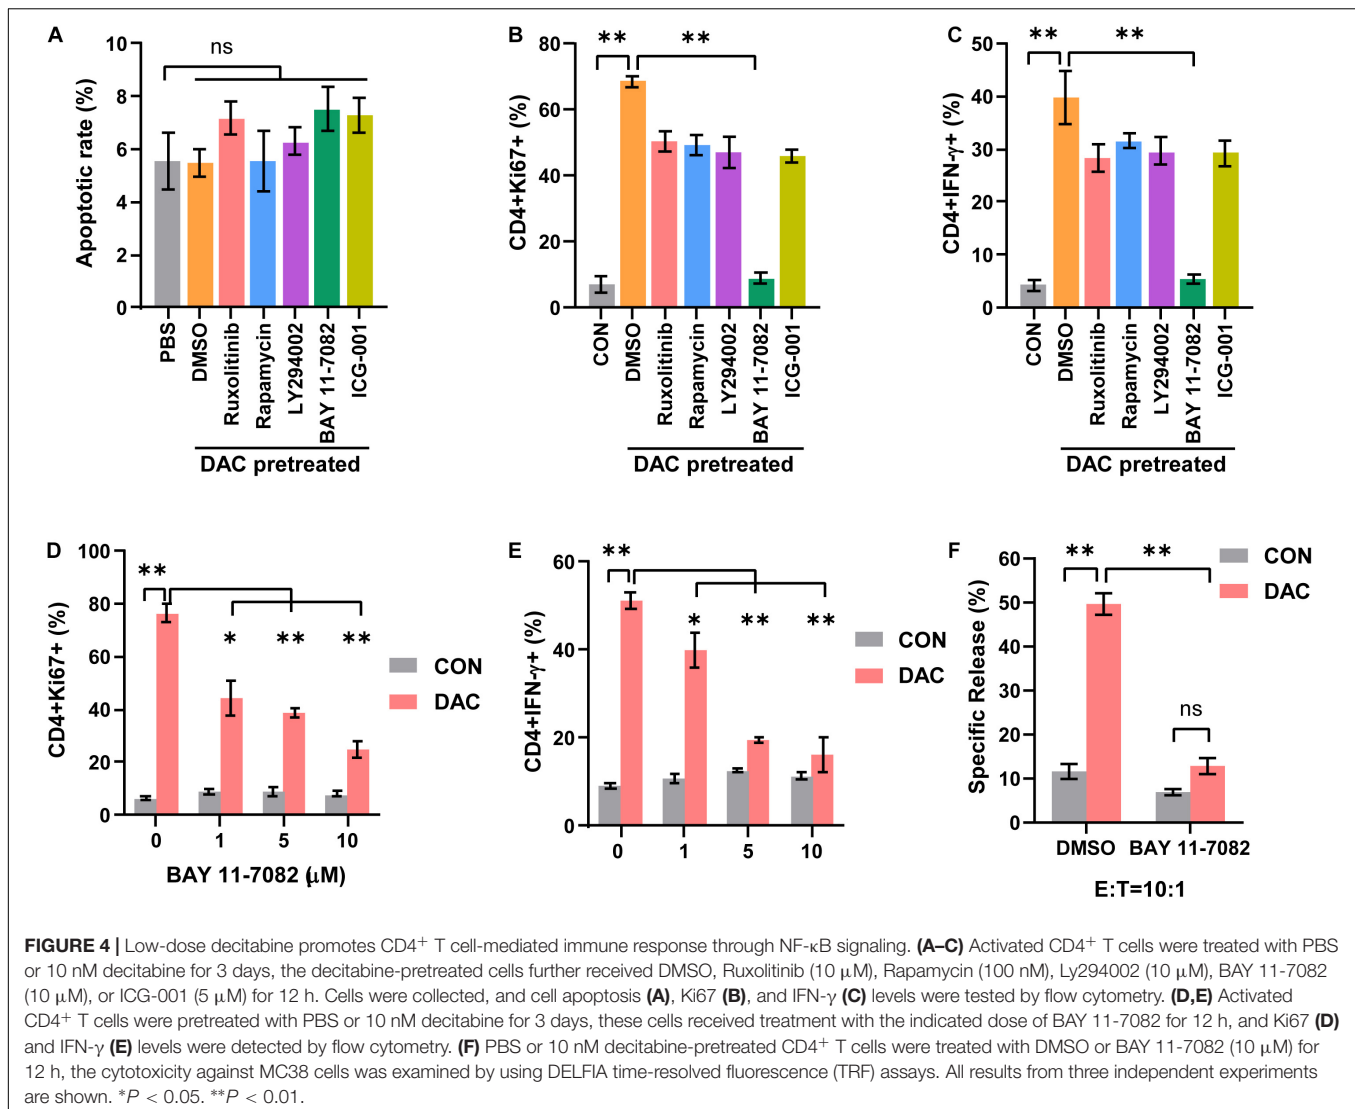 A
Apoptotic rate (%)
10
8
6
4
2
0
ns
PBS
DMSO
Ruxolitinib
Rapamycin
LY294002
BAY 11-7082
ICG-001
DAC pretreated
B
CD4+Ki67+ (%)
80
60
40
20
0
** **
CON
DMSO
Ruxolitinib
Rapamycin
LY294002
BAY 11-7082
ICG-001
DAC pretreated
C
CD4+IFN-γ+ (%)
50
40
30
20
10
0
** **
CON
DMSO
Ruxolitinib
Rapamycin
LY294002
BAY 11-7082
ICG-001
DAC pretreated
D
CD4+Ki67+ (%)
100
80
60
40
20
0
**
* ** **
CON
DAC
0 1 5 10
BAY 11-7082 (μM)
E
CD4+IFN-γ+ (%)
60
40
20
0
**
* ** **
CON
DAC
0 1 5 10
F
Specific Release (%)
60
50
40
30
20
10
0
** **
ns
CON
DAC
DMSO BAY 11-7082
E:T=10:1
FIGURE 4 | Low-dose decitabine promotes CD4+ T cell-mediated immune response through NF-κB signaling. (A–C) Activated CD4+ T cells were treated with PBS
or 10 nM decitabine for 3 days, the decitabine-pretreated cells further received DMSO, Ruxolitinib (10 μM), Rapamycin (100 nM), Ly294002 (10 μM), BAY 11-7082
(10 μM), or ICG-001 (5 μM) for 12 h. Cells were collected, and cell apoptosis (A), Ki67 (B), and IFN-γ (C) levels were tested by flow cytometry. (D,E) Activated
CD4+ T cells were pretreated with PBS or 10 nM decitabine for 3 days, these cells received treatment with the indicated dose of BAY 11-7082 for 12 h, and Ki67 (D)
and IFN-γ (E) levels were detected by flow cytometry. (F) PBS or 10 nM decitabine-pretreated CD4+ T cells were treated with DMSO or BAY 11-7082 (10 μM) for
12 h, the cytotoxicity against MC38 cells was examined by using DELFIA time-resolved fluorescence (TRF) assays. All results from three independent experiments
are shown. *P < 0.05. **P < 0.01.